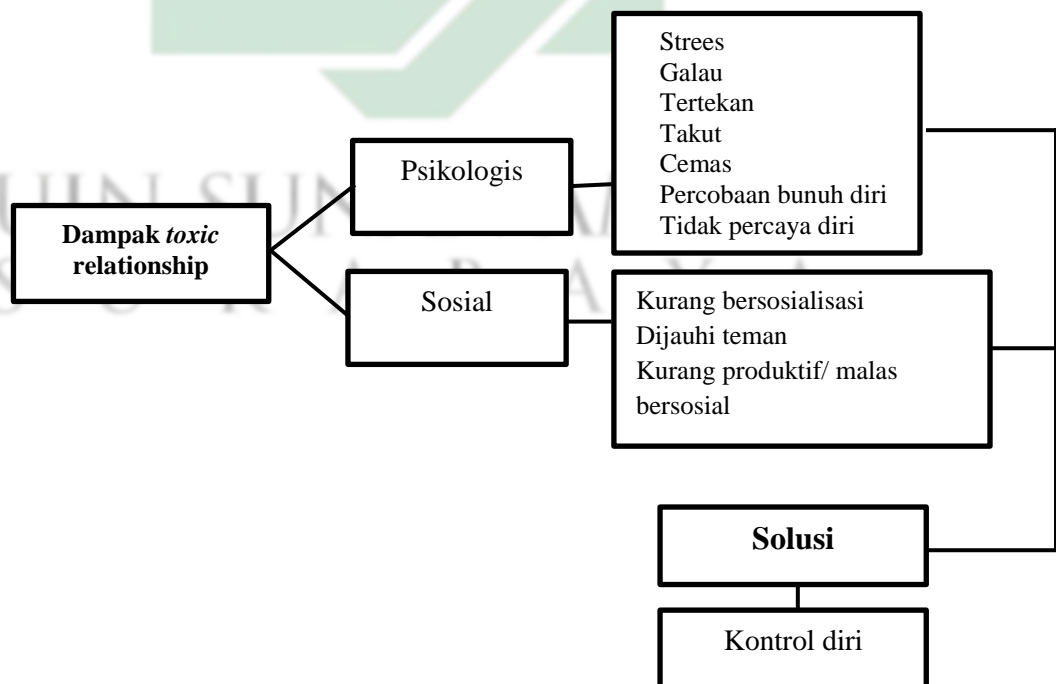 Dampak toxic
relationship
Psikologis
Strees
Galau
Tertekan
Takut
Cemas
Percobaan bunuh diri
Tidak percaya diri
Sosial
Kurang bersosialisasi
Dijauhi teman
Kurang produktif/ malas
bersosial
Solusi
Kontrol diri